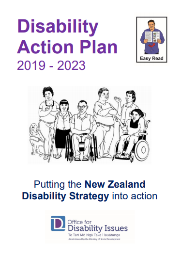 Disability
Action Plan
2019 - 2023
Easy Read
Putting the New Zealand
Disability Strategy into action
Office for
Disability Issues